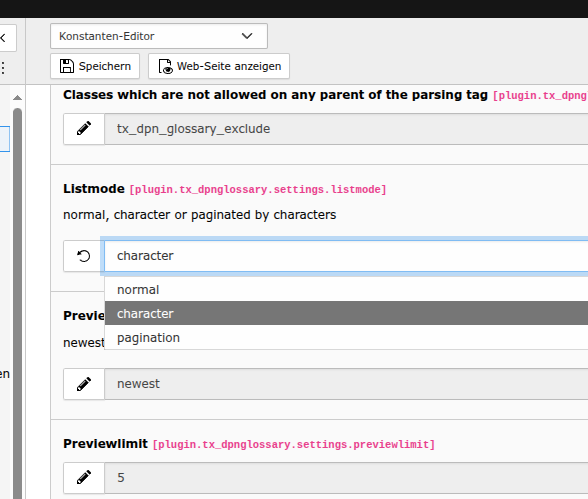 Konstanten-Editor
Speichern
Web-Seite anzeigen
Classes which are not allowed on any parent of the parsing tag [plugin.tx_dpng
tx_dpn_glossary_exclude
Listmode [plugin.tx_dpnglossary.settings.listmode]
normal, character or paginated by characters
character
normal
character
Previe
pagination
newest
en
newest
Previewlimit [plugin.tx_dpnglossary.settings.previewlimit]
5